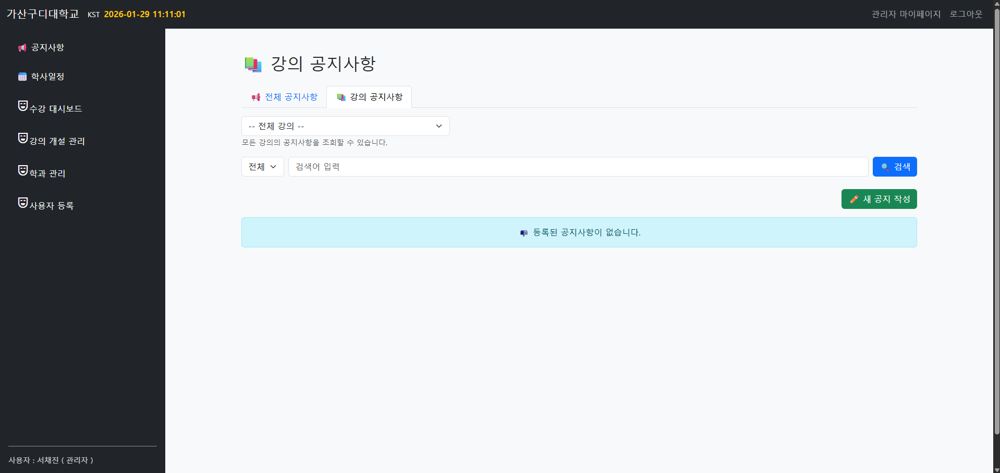 가산구디대학교 KST 2026-01-29 11:11:01 관리자 마이페이지 로그아웃
공지사항
학사일정
수강 대시보드
강의 개설 관리
학과 관리
사용자 등록
사용자 : 서채진 ( 관리자 )
강의 공지사항
전체 공지사항 강의 공지사항
-- 전체 강의 --
모든 강의의 공지사항을 조회할 수 있습니다.
전체 검색어 입력 검색
새 공지 작성
등록된 공지사항이 없습니다.